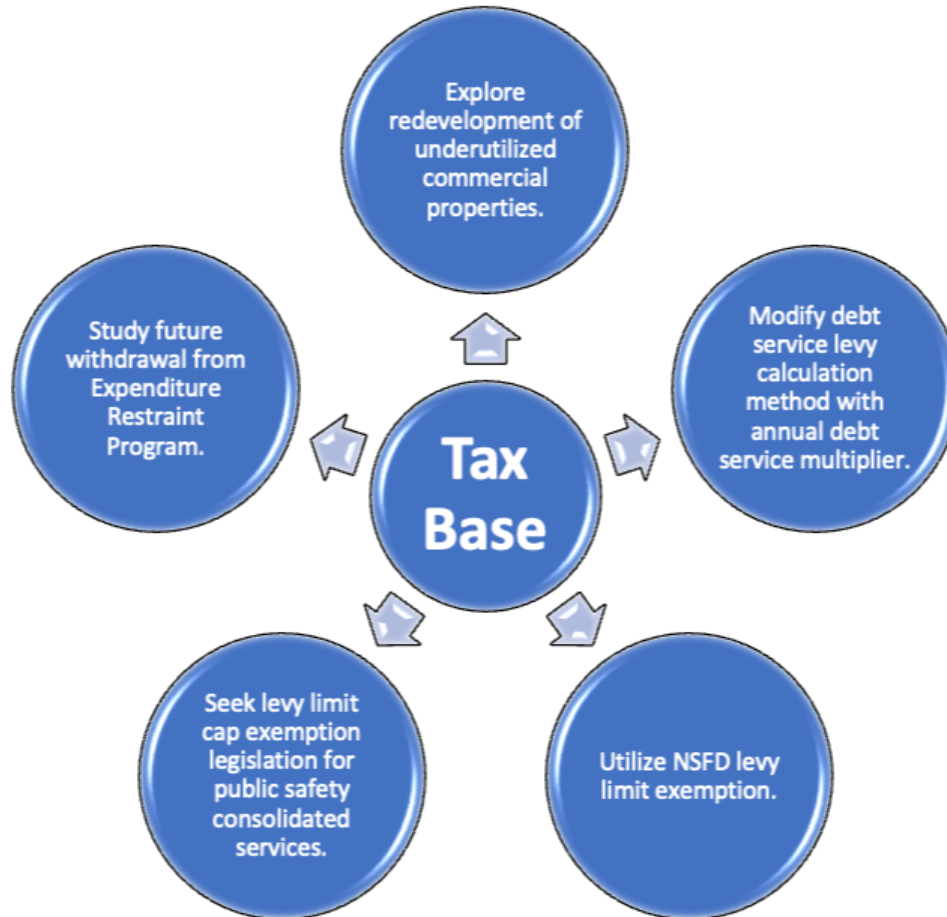 Explore
redevelopment of
underutilized
commercial
properties.
Study future
withdrawal from
Expenditure
Restraint
Program.
Modify debt
service levy
calculation
method with
annual debt
service multiplier.
Tax
Base
Seek levy limit
cap exemption
legislation for
public safety
consolidated
services.
Utilize NSFD levy
limit exemption.